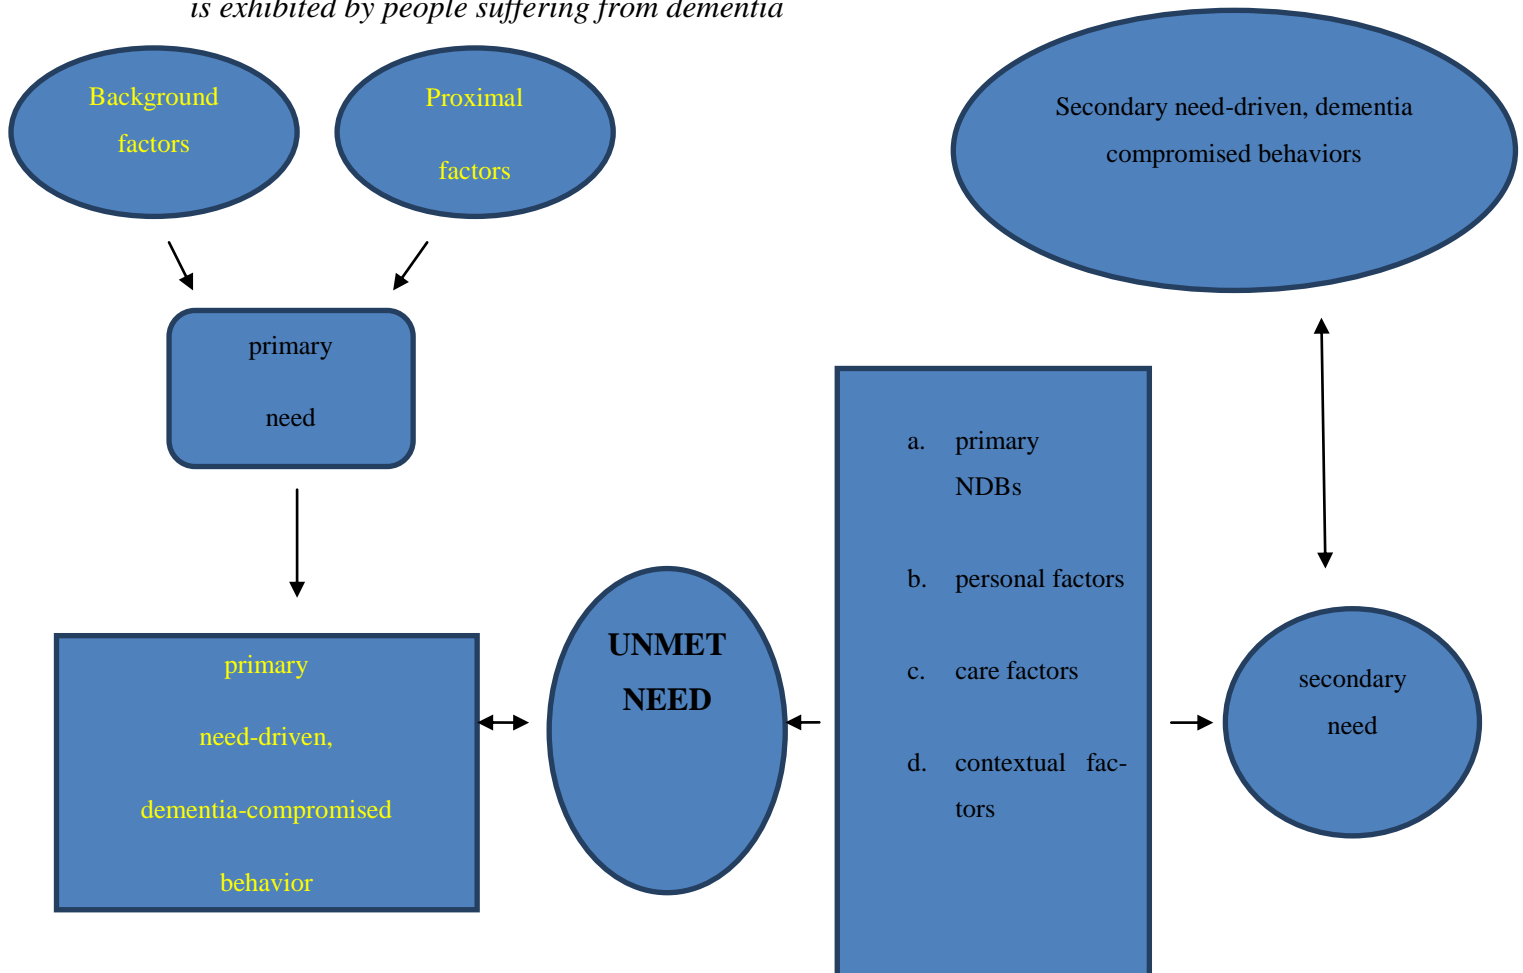 is exhibited by people suffering from dementia
Background
factors
Proximal
factors
Secondary need-driven, dementia
compromised behaviors
primary
need
primary
need-driven,
dementia-compromised
behavior
UNMET
NEED
a. primary
NDBs
b. personal factors
c. care factors
d. contextual fac-
tors
secondary
need